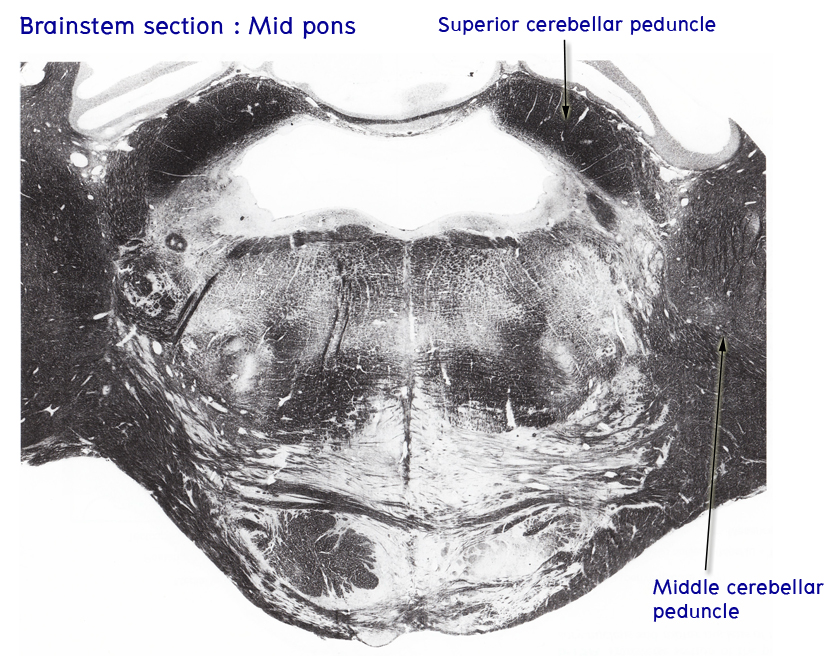 Brainstem section : Mid pons
Superior cerebellar peduncle
Middle cerebellar
peduncle